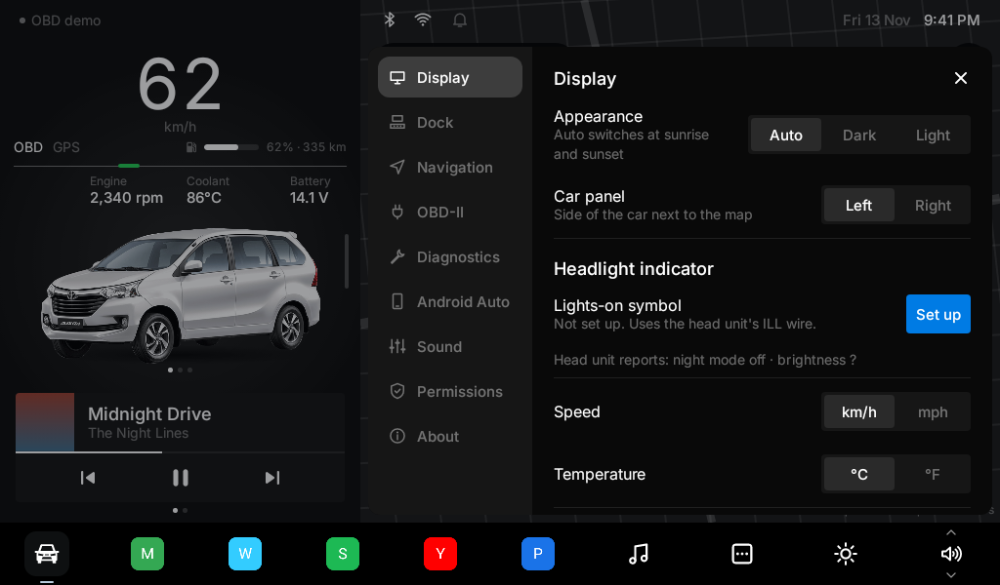 OBD demo
Fri 13 Nov 9:41 PM
62
km/h
OBD GPS
62% · 335 km
Engine
2,340 rpm
Coolant
86°C
Battery
14.1 V
Midnight Drive
The Night Lines
Display
Dock
Navigation
OBD-II
Diagnostics
Android Auto
Sound
Permissions
About
Display
Appearance
Auto switches at sunrise
and sunset
Auto Dark Light
Car panel
Side of the car next to the map
Left Right
Headlight indicator
Lights-on symbol
Not set up. Uses the head unit's ILL wire.
Set up
Head unit reports: night mode off · brightness ?
Speed
km/h mph
Temperature
°C °F
M W S Y P